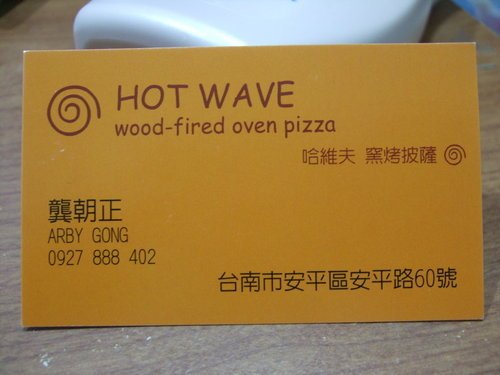 HOT WAVE
wood-fired oven pizza
哈維夫 窯烤披薩
龔朝正
ARBY GONG
0927 888 402
台南市安平區安平路60號